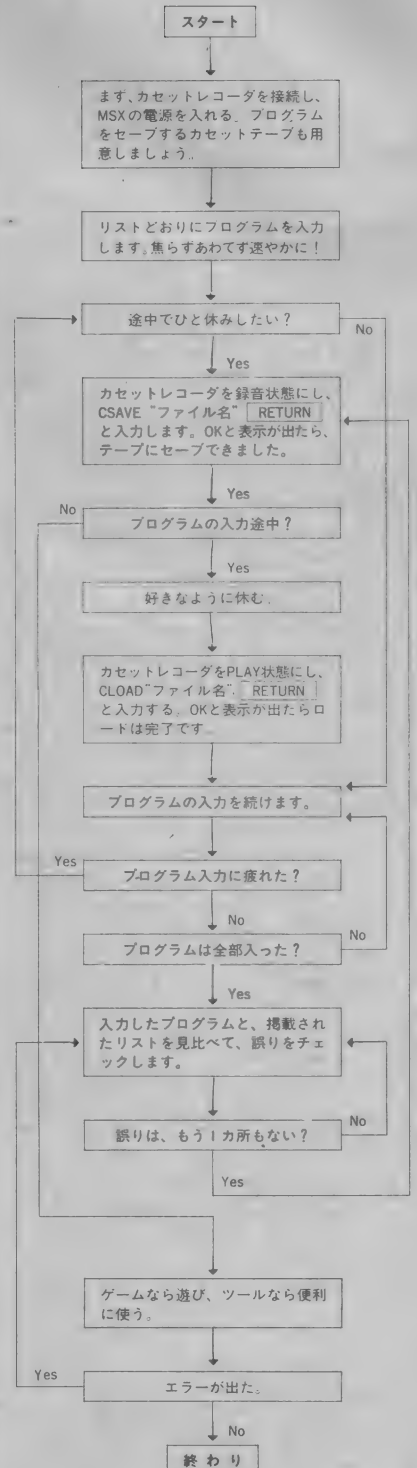 スタート
まず、カセットレコーダを接続し、
MSXの電源を入れる。プログラム
をセーブするカセットテープも用
意しましょう。
リストどおりにプログラムを入力
します。焦らずあわてず速やかに！
途中でひと休みしたい？
No
Yes
カセットレコーダを録音状態にし、
CSAVE "ファイル名" RETURN
と入力します。OKと表示が出たら、
テープにセーブできました。
No
Yes
プログラムの入力途中？
Yes
好きなように休む。
カセットレコーダをPLAY状態にし、
CLOAD"ファイル名" RETURN
と入力する。OKと表示が出たらロ
ードは完了です
プログラムの入力を続けます。
Yes
プログラム入力に疲れた？
No
No
プログラムは全部入った？
Yes
入力したプログラムと、掲載され
たリストを見比べて、誤りをチェ
ックします。
No
誤りは、もう1カ所もない？
Yes
ゲームなら遊び、ツールなら便利
に使う。
Yes
エラーが出た。
No
終わり